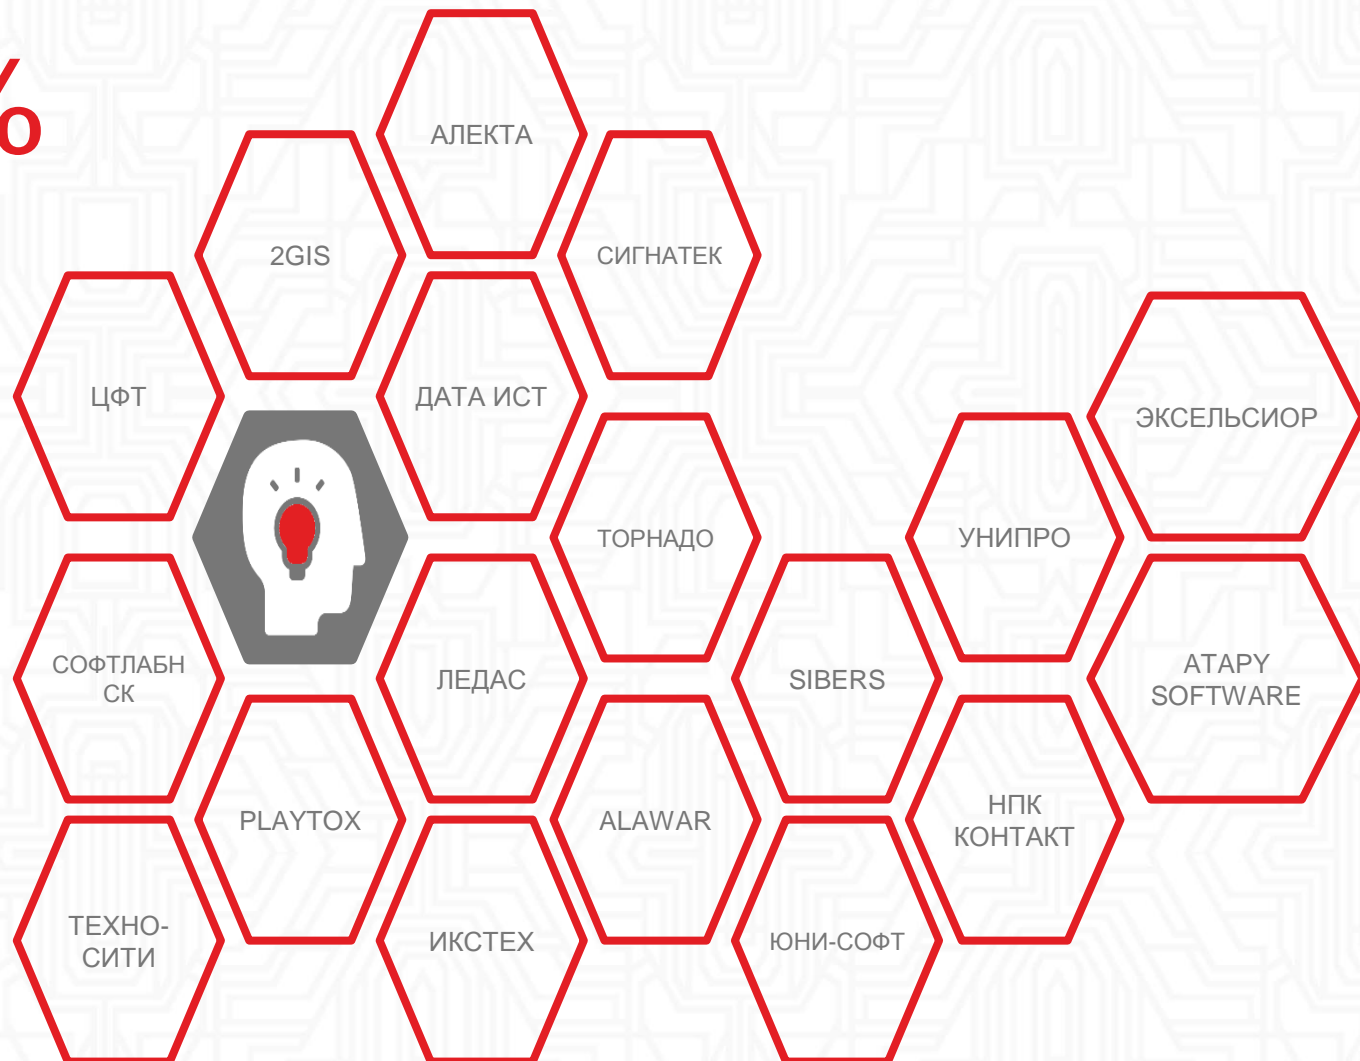 %
АЛЕКТА
2GIS
СИГНАТЕК
ЦФТ
ДАТА ИСТ
ЭКСЕЛЬСИОР
ТОРНАДО
УНИПРО
СОФТЛАБН
СК
ЛЕДАС
SIBERS
ATAPY
SOFTWARE
PLAYTOX
ALAWAR
НПК
КОНТАКТ
ТЕХНО-
СИТИ
ИКСТЕХ
ЮНИ-СОФТ